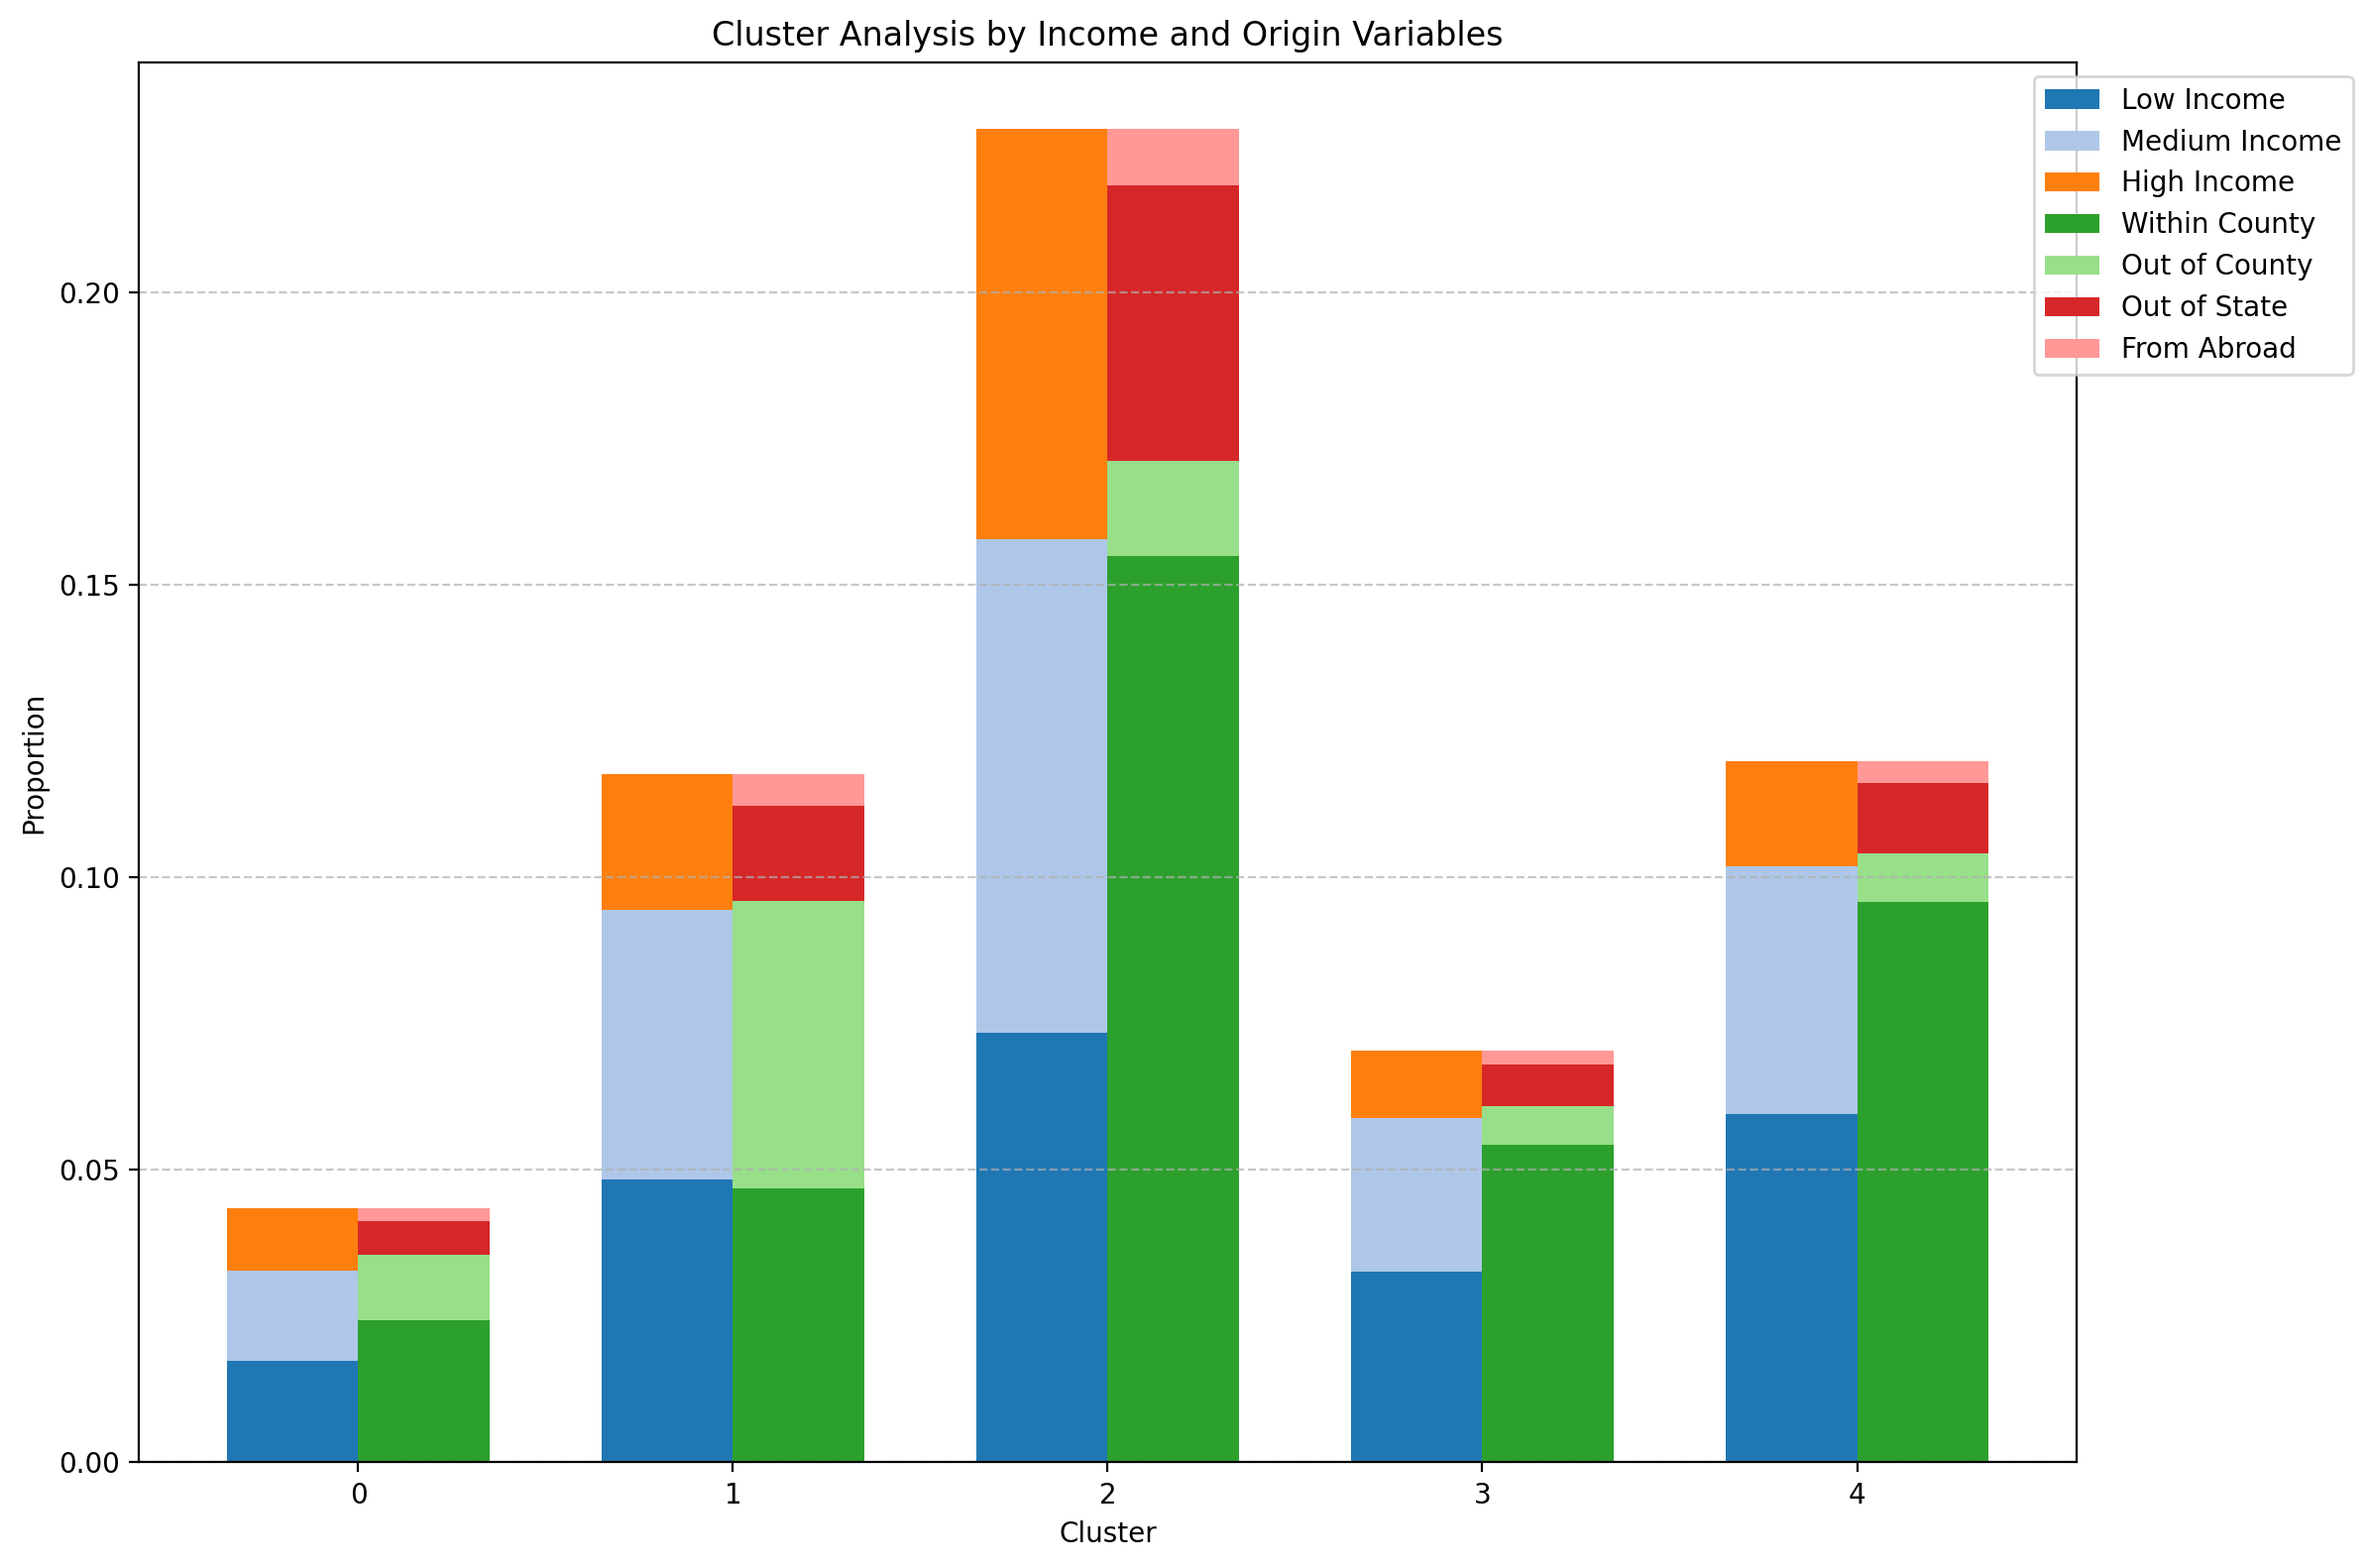 Cluster Analysis by Income and Origin Variables
Low Income
Medium Income
High Income
Within County
Out of County
Out of State
From Abroad
Proportion
0.20
0.15
0.10
0.05
0.00
0 1 2 3 4
Cluster